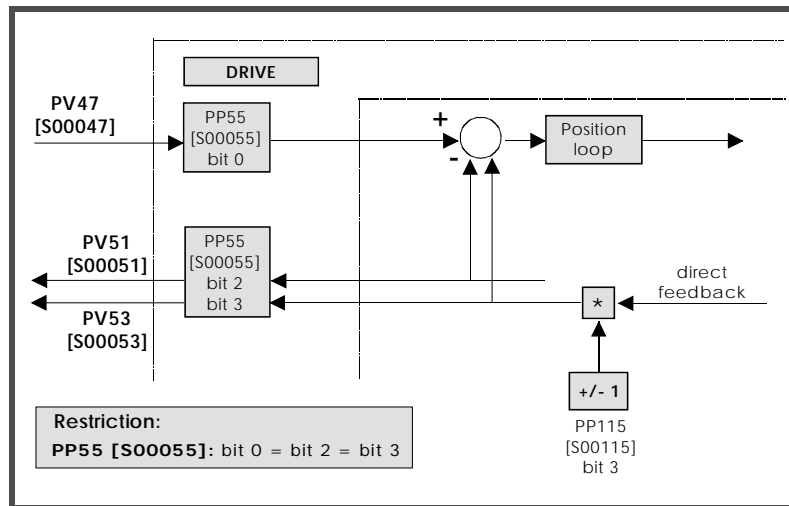 DRIVE
PV47
[S00047]
PP55
[S00055]
bit 0
+
-
Position
loop
PV51
[S00051]
PV53
[S00053]
PP55
[S00055]
bit 2
bit 3
direct
feedback
*
+/- 1
PP115
[S00115]
bit 3
Restriction:
PP55 [S00055]: bit 0 = bit 2 = bit 3